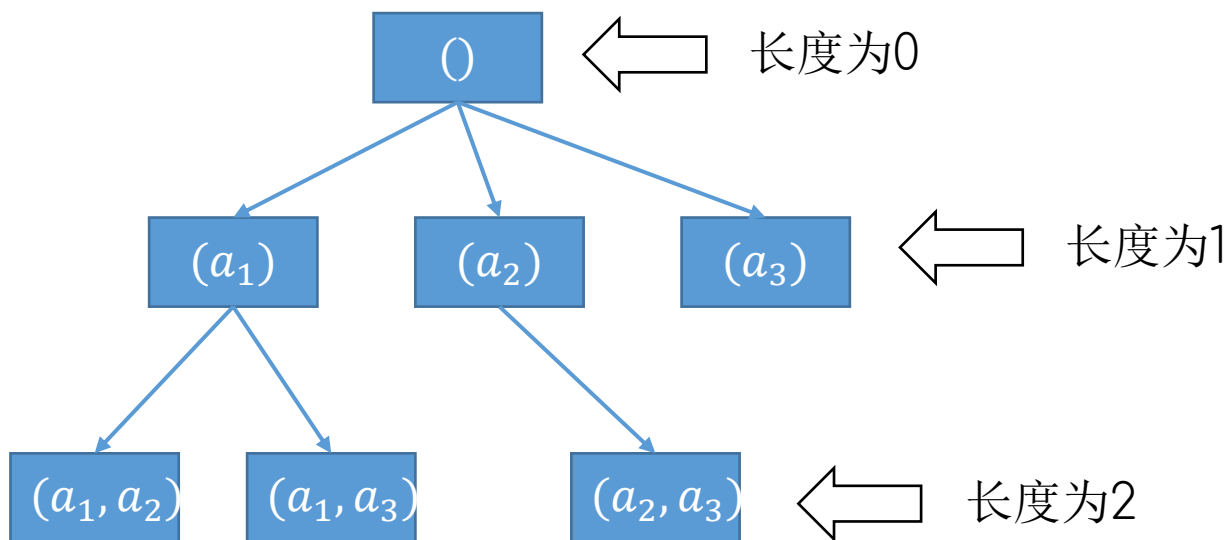 () 长度为0
(a₁) (a₂) (a₃) 长度为1
(a₁, a₂) (a₁, a₃) (a₂, a₃) 长度为2